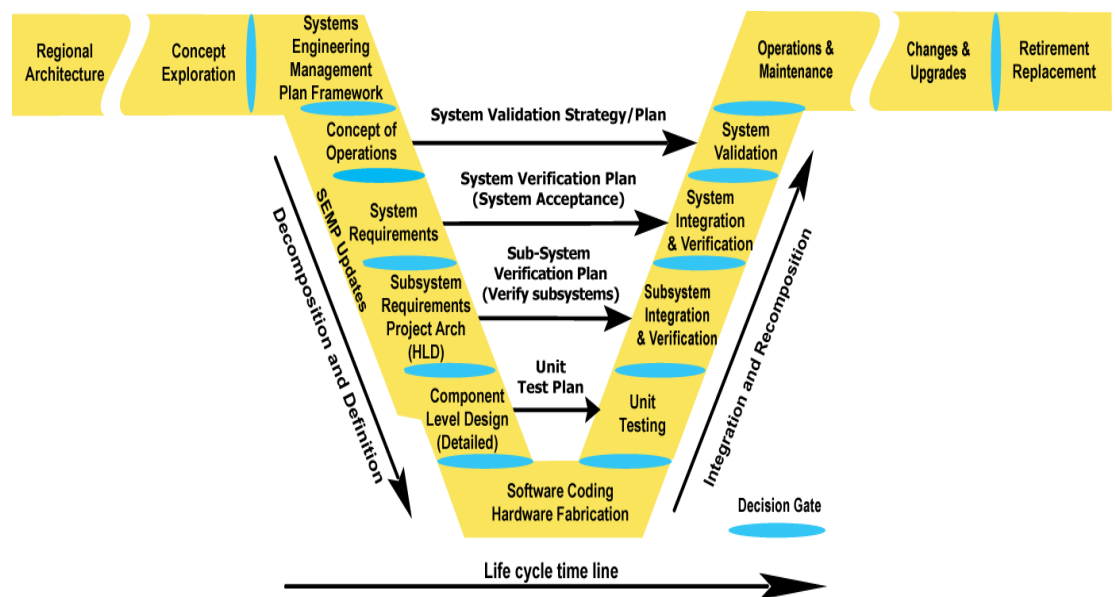 Regional
Architecture
Concept
Exploration
Systems
Engineering
Management
Plan Framework
Operations &
Maintenance
Changes &
Upgrades
Retirement
Replacement
Concept of
Operations
System Validation Strategy/Plan
System
Validation
System
Requirements
System Verification Plan
(System Acceptance)
System
Integration
& Verification
SEMP Updates
Subsystem
Requirements
Project Arch
(HLD)
Sub-System
Verification Plan
(Verify subsystems)
Subsystem
Integration
& Verification
Component
Level Design
(Detailed)
Unit
Test Plan
Unit
Testing
Decomposition and Definition
Integration and Recomposition
Software Coding
Hardware Fabrication
Decision Gate
Life cycle time line